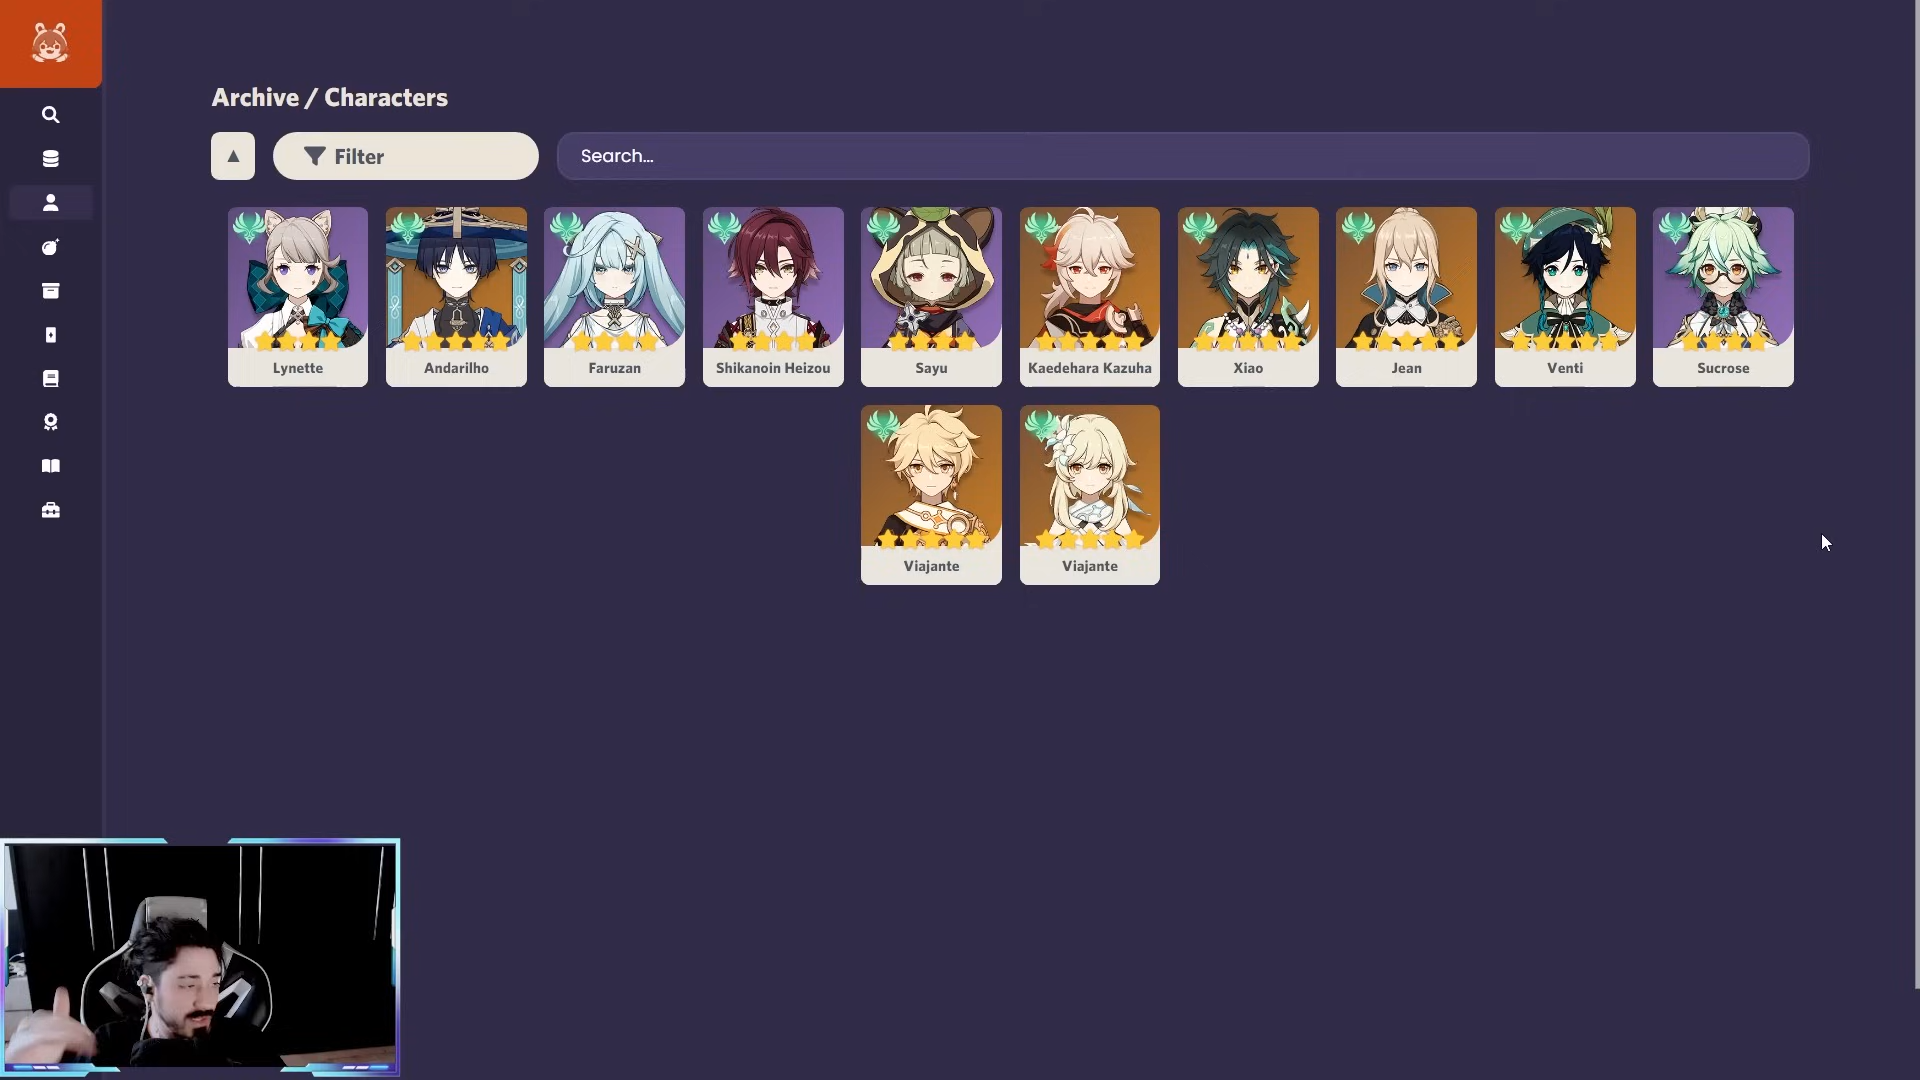 Archive / Characters
▲
Filter
Search...
Lynette
Andarilho
Faruzan
Shikanoin Heizou
Sayu
Kaedehara Kazuha
Xiao
Jean
Venti
Sucrose
Viajante
Viajante